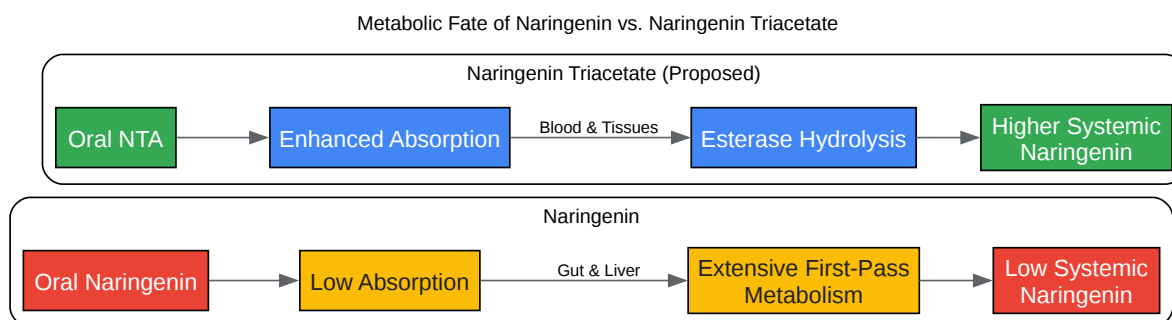 Metabolic Fate of Naringenin vs. Naringenin Triacetate
Naringenin Triacetate (Proposed)
Oral NTA
Enhanced Absorption
Blood & Tissues
Esterase Hydrolysis
Higher Systemic
Naringenin
Naringenin
Oral Naringenin
Low Absorption
Gut & Liver
Extensive First-Pass
Metabolism
Low Systemic
Naringenin